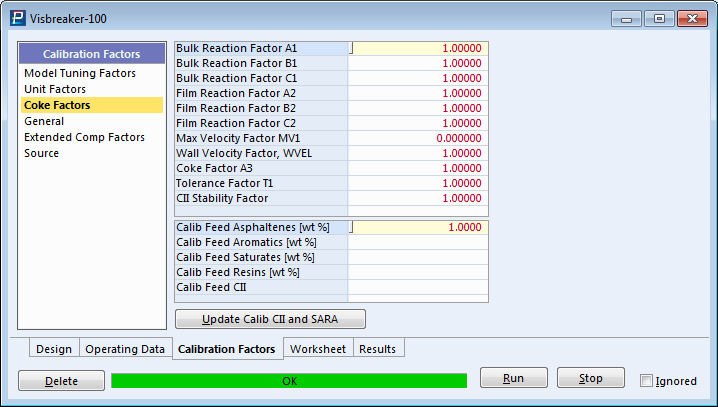 Visbreaker-100
Calibration Factors
Model Tuning Factors
Unit Factors
Coke Factors
General
Extended Comp Factors
Source
Bulk Reaction Factor A1 1.00000
Bulk Reaction Factor B1 1.00000
Bulk Reaction Factor C1 1.00000
Film Reaction Factor A2 1.00000
Film Reaction Factor B2 1.00000
Film Reaction Factor C2 1.00000
Max Velocity Factor MV1 0.000000
Wall Velocity Factor, WVEL 1.00000
Coke Factor A3 1.00000
Tolerance Factor T1 1.00000
CII Stability Factor 1.00000
Calib Feed Asphaltenes [wt %] 1.0000
Calib Feed Aromatics [wt %]
Calib Feed Saturates [wt %]
Calib Feed Resins [wt %]
Calib Feed CII
Update Calib CII and SARA
Design Operating Data Calibration Factors Worksheet Results
Delete OK Run Stop Ignored